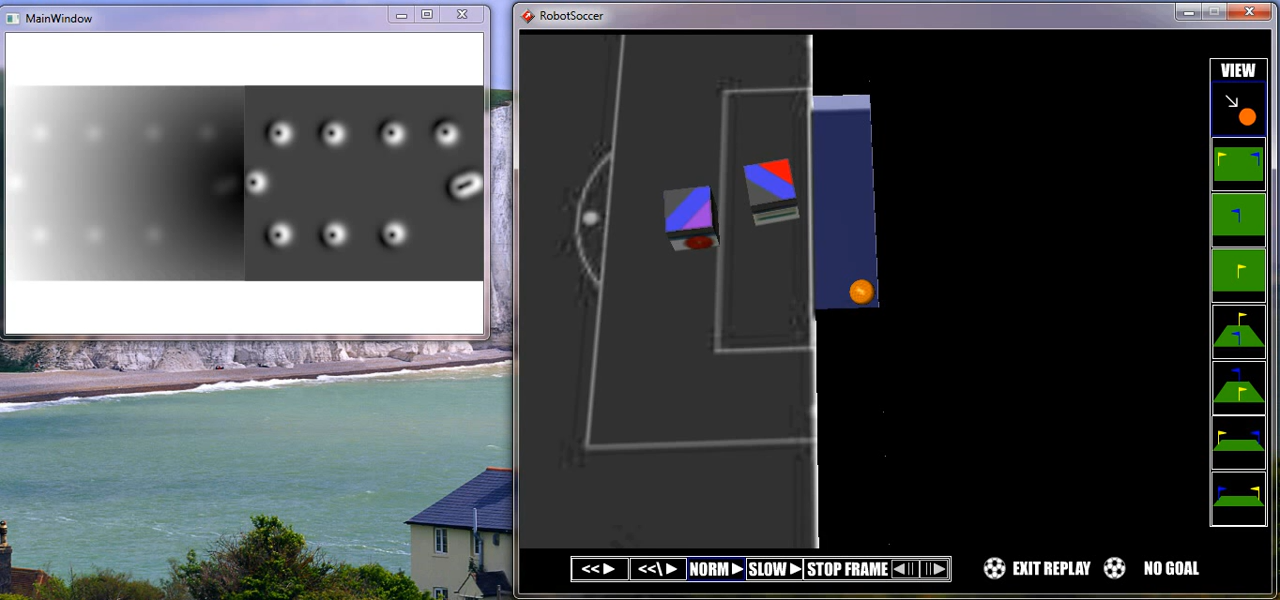 MainWindow
RobotSoccer
VIEW
<< ▶ <<\ ▶ NORM ▶ SLOW ▶ STOP FRAME EXIT REPLAY NO GOAL